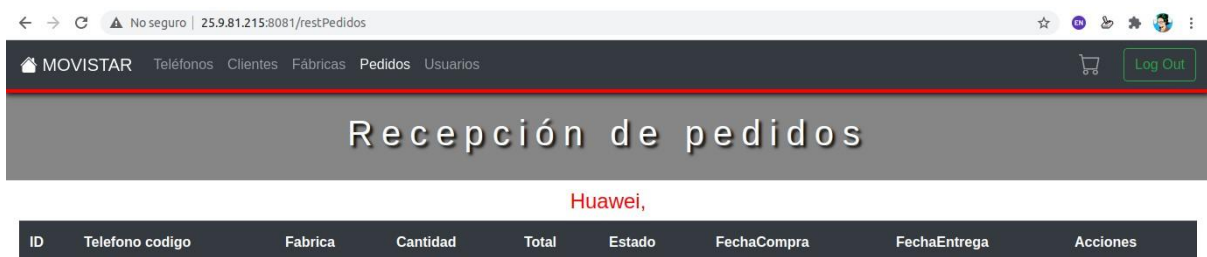 No seguro | 25.9.81.215:8081/restPedidos
EN
MOVISTAR Teléfonos Clientes Fábricas Pedidos Usuarios Log Out
Recepción de pedidos
Huawei,
ID Telefono codigo Fabrica Cantidad Total Estado FechaCompra FechaEntrega Acciones